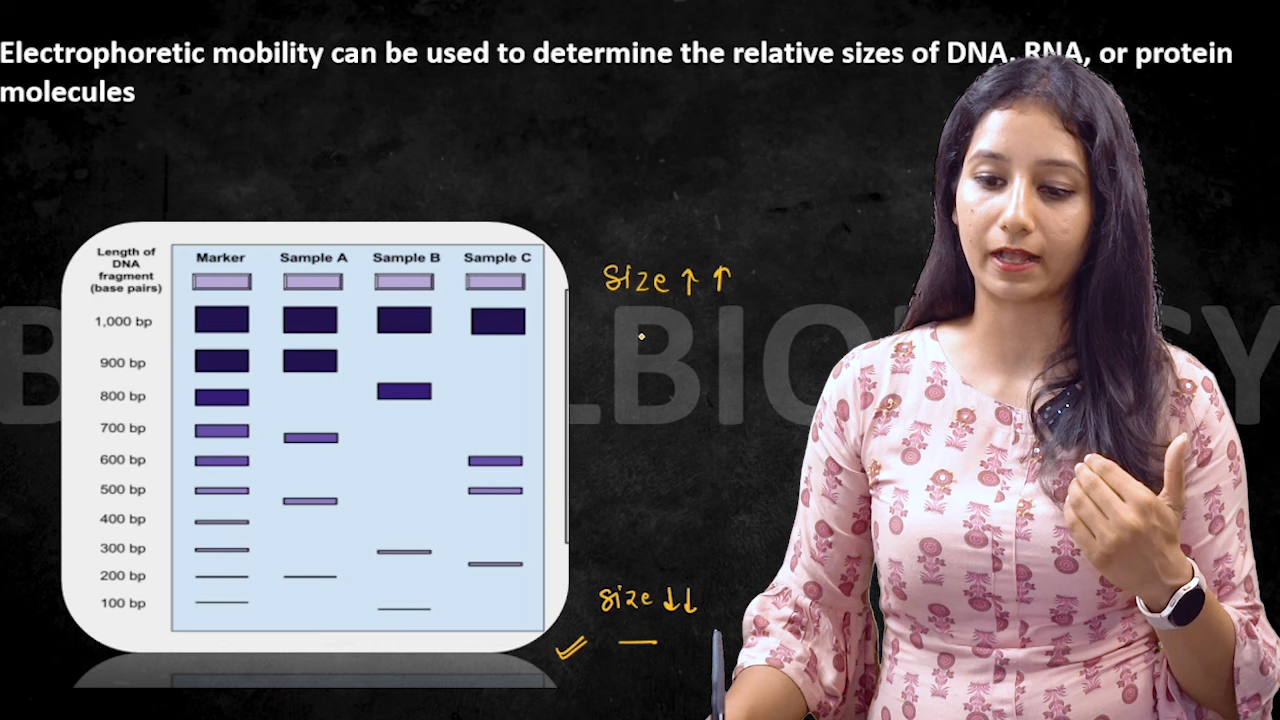 Electrophoretic mobility can be used to determine the relative sizes of DNA, RNA, or protein
molecules
Length of
DNA
fragment
(base pairs)
Marker Sample A Sample B Sample C
1,000 bp
900 bp
800 bp
700 bp
600 bp
500 bp
400 bp
300 bp
200 bp
100 bp
Size ↑ ↑
Size ↓↓